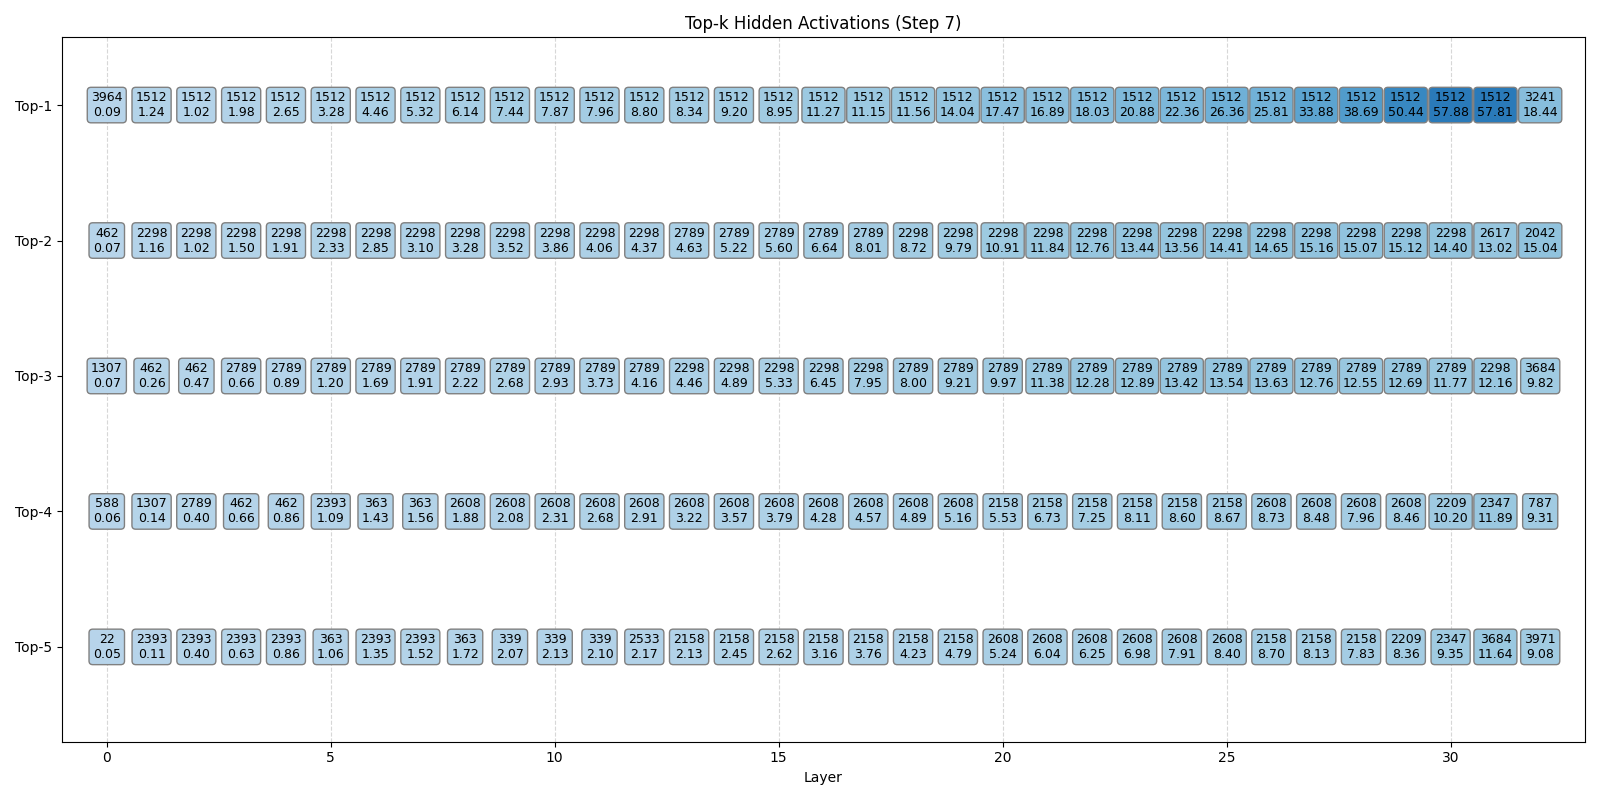 Top-k Hidden Activations (Step 7)
Top-1
3964 1512 1512 1512 1512 1512 1512 1512 1512 1512 1512 1512 1512 1512 1512 1512 1512 1512 1512 1512 1512 1512 1512 1512 1512 1512 1512 1512 1512 1512 1512 1512 3241
0.09 1.24 1.02 1.98 2.65 3.28 4.46 5.32 6.14 7.44 7.87 7.96 8.80 8.34 9.20 8.95 11.27 11.15 11.56 14.04 17.47 16.89 18.03 20.88 22.36 26.36 25.81 33.88 38.69 50.44 57.88 57.81 18.44
Top-2
462 2298 2298 2298 2298 2298 2298 2298 2298 2298 2298 2298 2298 2789 2789 2789 2789 2789 2298 2298 2298 2298 2298 2298 2298 2298 2298 2298 2298 2298 2298 2617 2042
0.07 1.16 1.02 1.50 1.91 2.33 2.85 3.10 3.28 3.52 3.86 4.06 4.37 4.63 5.22 5.60 6.64 8.01 8.72 9.79 10.91 11.84 12.76 13.44 13.56 14.41 14.65 15.16 15.07 15.12 14.40 13.02 15.04
Top-3
1307 462 462 2789 2789 2789 2789 2789 2789 2789 2789 2789 2789 2298 2298 2298 2298 2298 2789 2789 2789 2789 2789 2789 2789 2789 2789 2789 2789 2789 2789 2298 3684
0.07 0.26 0.47 0.66 0.89 1.20 1.69 1.91 2.22 2.68 2.93 3.73 4.16 4.46 4.89 5.33 6.45 7.95 8.00 9.21 9.97 11.38 12.28 12.89 13.42 13.54 13.63 12.76 12.55 12.69 11.77 12.16 9.82
Top-4
588 1307 2789 462 462 2393 363 363 2608 2608 2608 2608 2608 2608 2608 2608 2608 2608 2608 2608 2158 2158 2158 2158 2158 2158 2608 2608 2608 2608 2209 2347 787
0.06 0.14 0.40 0.66 0.86 1.09 1.43 1.56 1.88 2.08 2.31 2.68 2.91 3.22 3.57 3.79 4.28 4.57 4.89 5.16 5.53 6.73 7.25 8.11 8.60 8.67 8.73 8.48 7.96 8.46 10.20 11.89 9.31
Top-5
22 2393 2393 2393 2393 363 2393 2393 363 339 339 339 2533 2158 2158 2158 2158 2158 2158 2158 2608 2608 2608 2608 2608 2608 2158 2158 2158 2209 2347 3684 3971
0.05 0.11 0.40 0.63 0.86 1.06 1.35 1.52 1.72 2.07 2.13 2.10 2.17 2.13 2.45 2.62 3.16 3.76 4.23 4.79 5.24 6.04 6.25 6.98 7.91 8.40 8.70 8.13 7.83 8.36 9.35 11.64 9.08
0 5 10 15 20 25 30
Layer